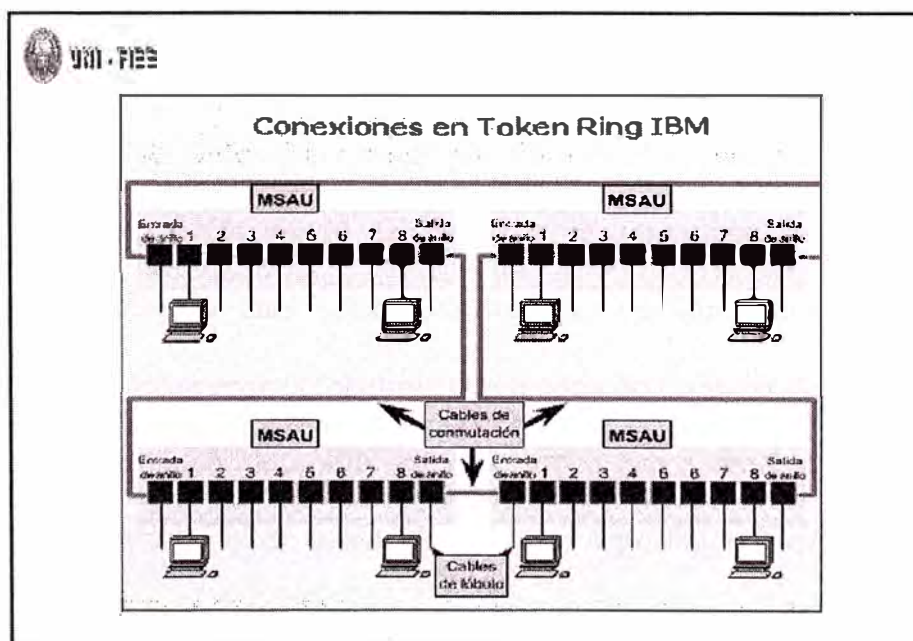 UNI - FIEE
Conexiones en Token Ring IBM
MSAU
MSAU
Entrada de anillo 1 2 3 4 5 6 7 8 Salida de anillo
Entrada de anillo 1 2 3 4 5 6 7 8 Salida de anillo
Cables de conmutación
MSAU
MSAU
Entrada de anillo 1 2 3 4 5 6 7 8 Salida de anillo
Entrada de anillo 1 2 3 4 5 6 7 8 Salida de anillo
Cables de lóbulo